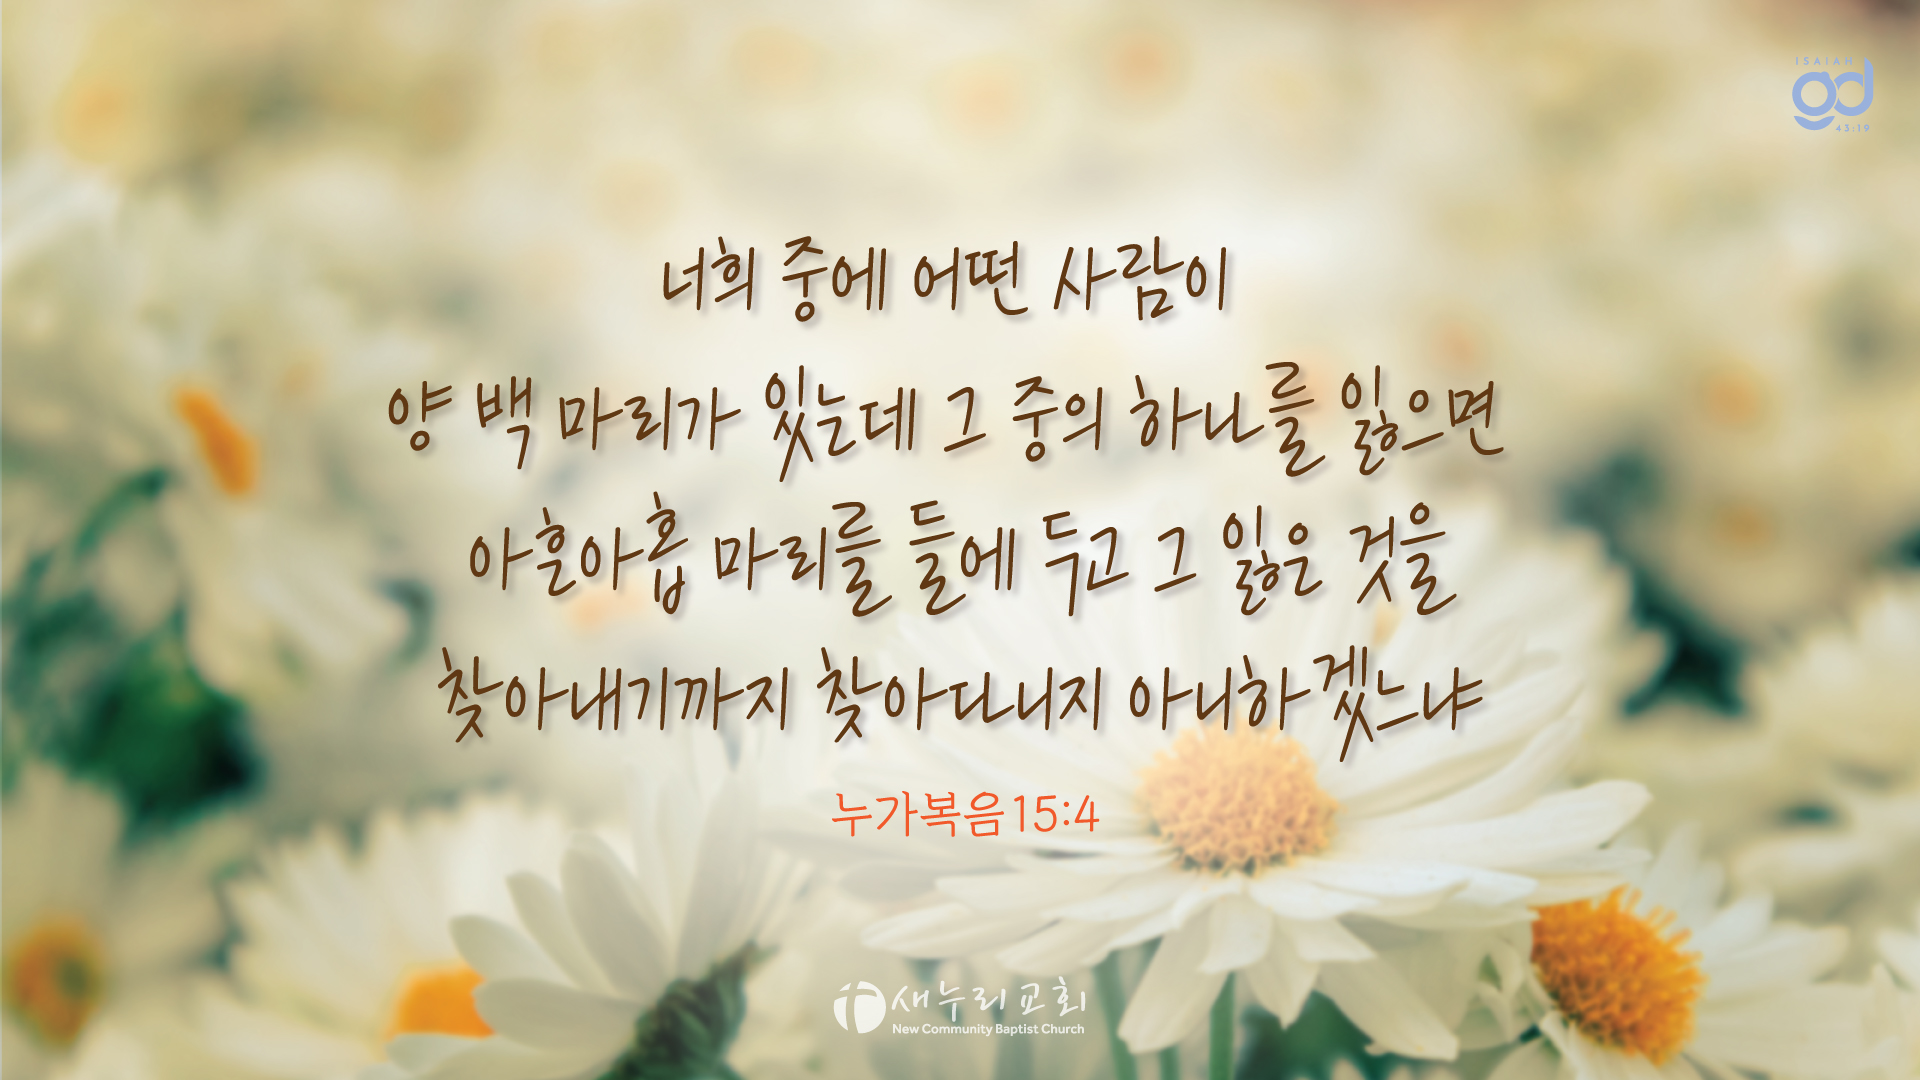 ISAIAH
gd
43:19
너희 중에 어떤 사람이
양 백 마리가 있는데 그 중의 하나를 잃으면
아흔아홉 마리를 들에 두고 그 잃은 것을
찾아내기까지 찾아다니지 아니하겠느냐
누가복음15:4
새누리교회
New Community Baptist Church